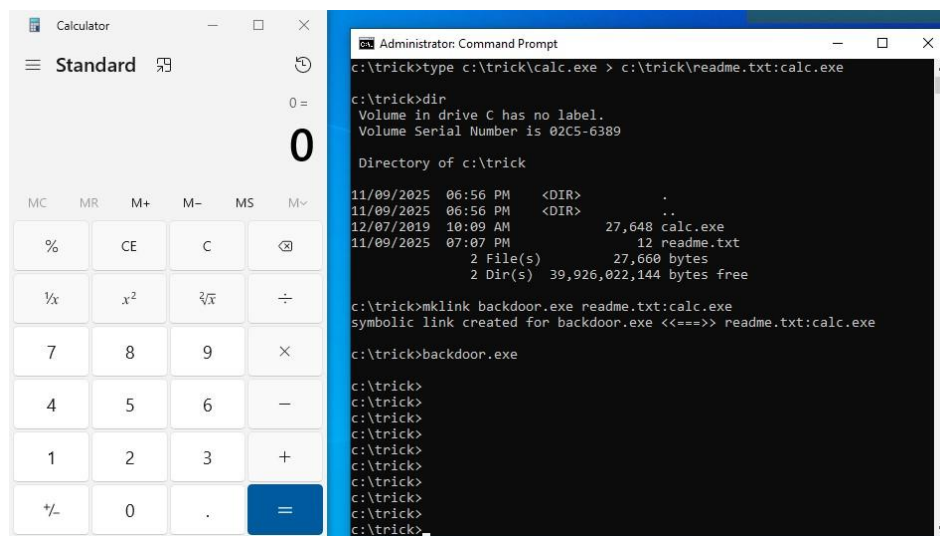 Calculator
Standard
0 =
0
MC MR M+ M− MS M
% CE C
¹/x x² ²√x ÷
7 8 9 ×
4 5 6 −
1 2 3 +
+/− 0 . =
Administrator: Command Prompt
c:\trick>type c:\trick\calc.exe > c:\trick\readme.txt:calc.exe
c:\trick>dir
Volume in drive C has no label.
Volume Serial Number is 02C5-6389
Directory of c:\trick
11/09/2025 06:56 PM <DIR> .
11/09/2025 06:56 PM <DIR> ..
12/07/2019 10:09 AM 27,648 calc.exe
11/09/2025 07:07 PM 12 readme.txt
2 File(s) 27,660 bytes
2 Dir(s) 39,926,022,144 bytes free
c:\trick>mklink backdoor.exe readme.txt:calc.exe
symbolic link created for backdoor.exe <<===>> readme.txt:calc.exe
c:\trick>backdoor.exe
c:\trick>
c:\trick>
c:\trick>
c:\trick>
c:\trick>
c:\trick>
c:\trick>
c:\trick>
c:\trick>
c:\trick>